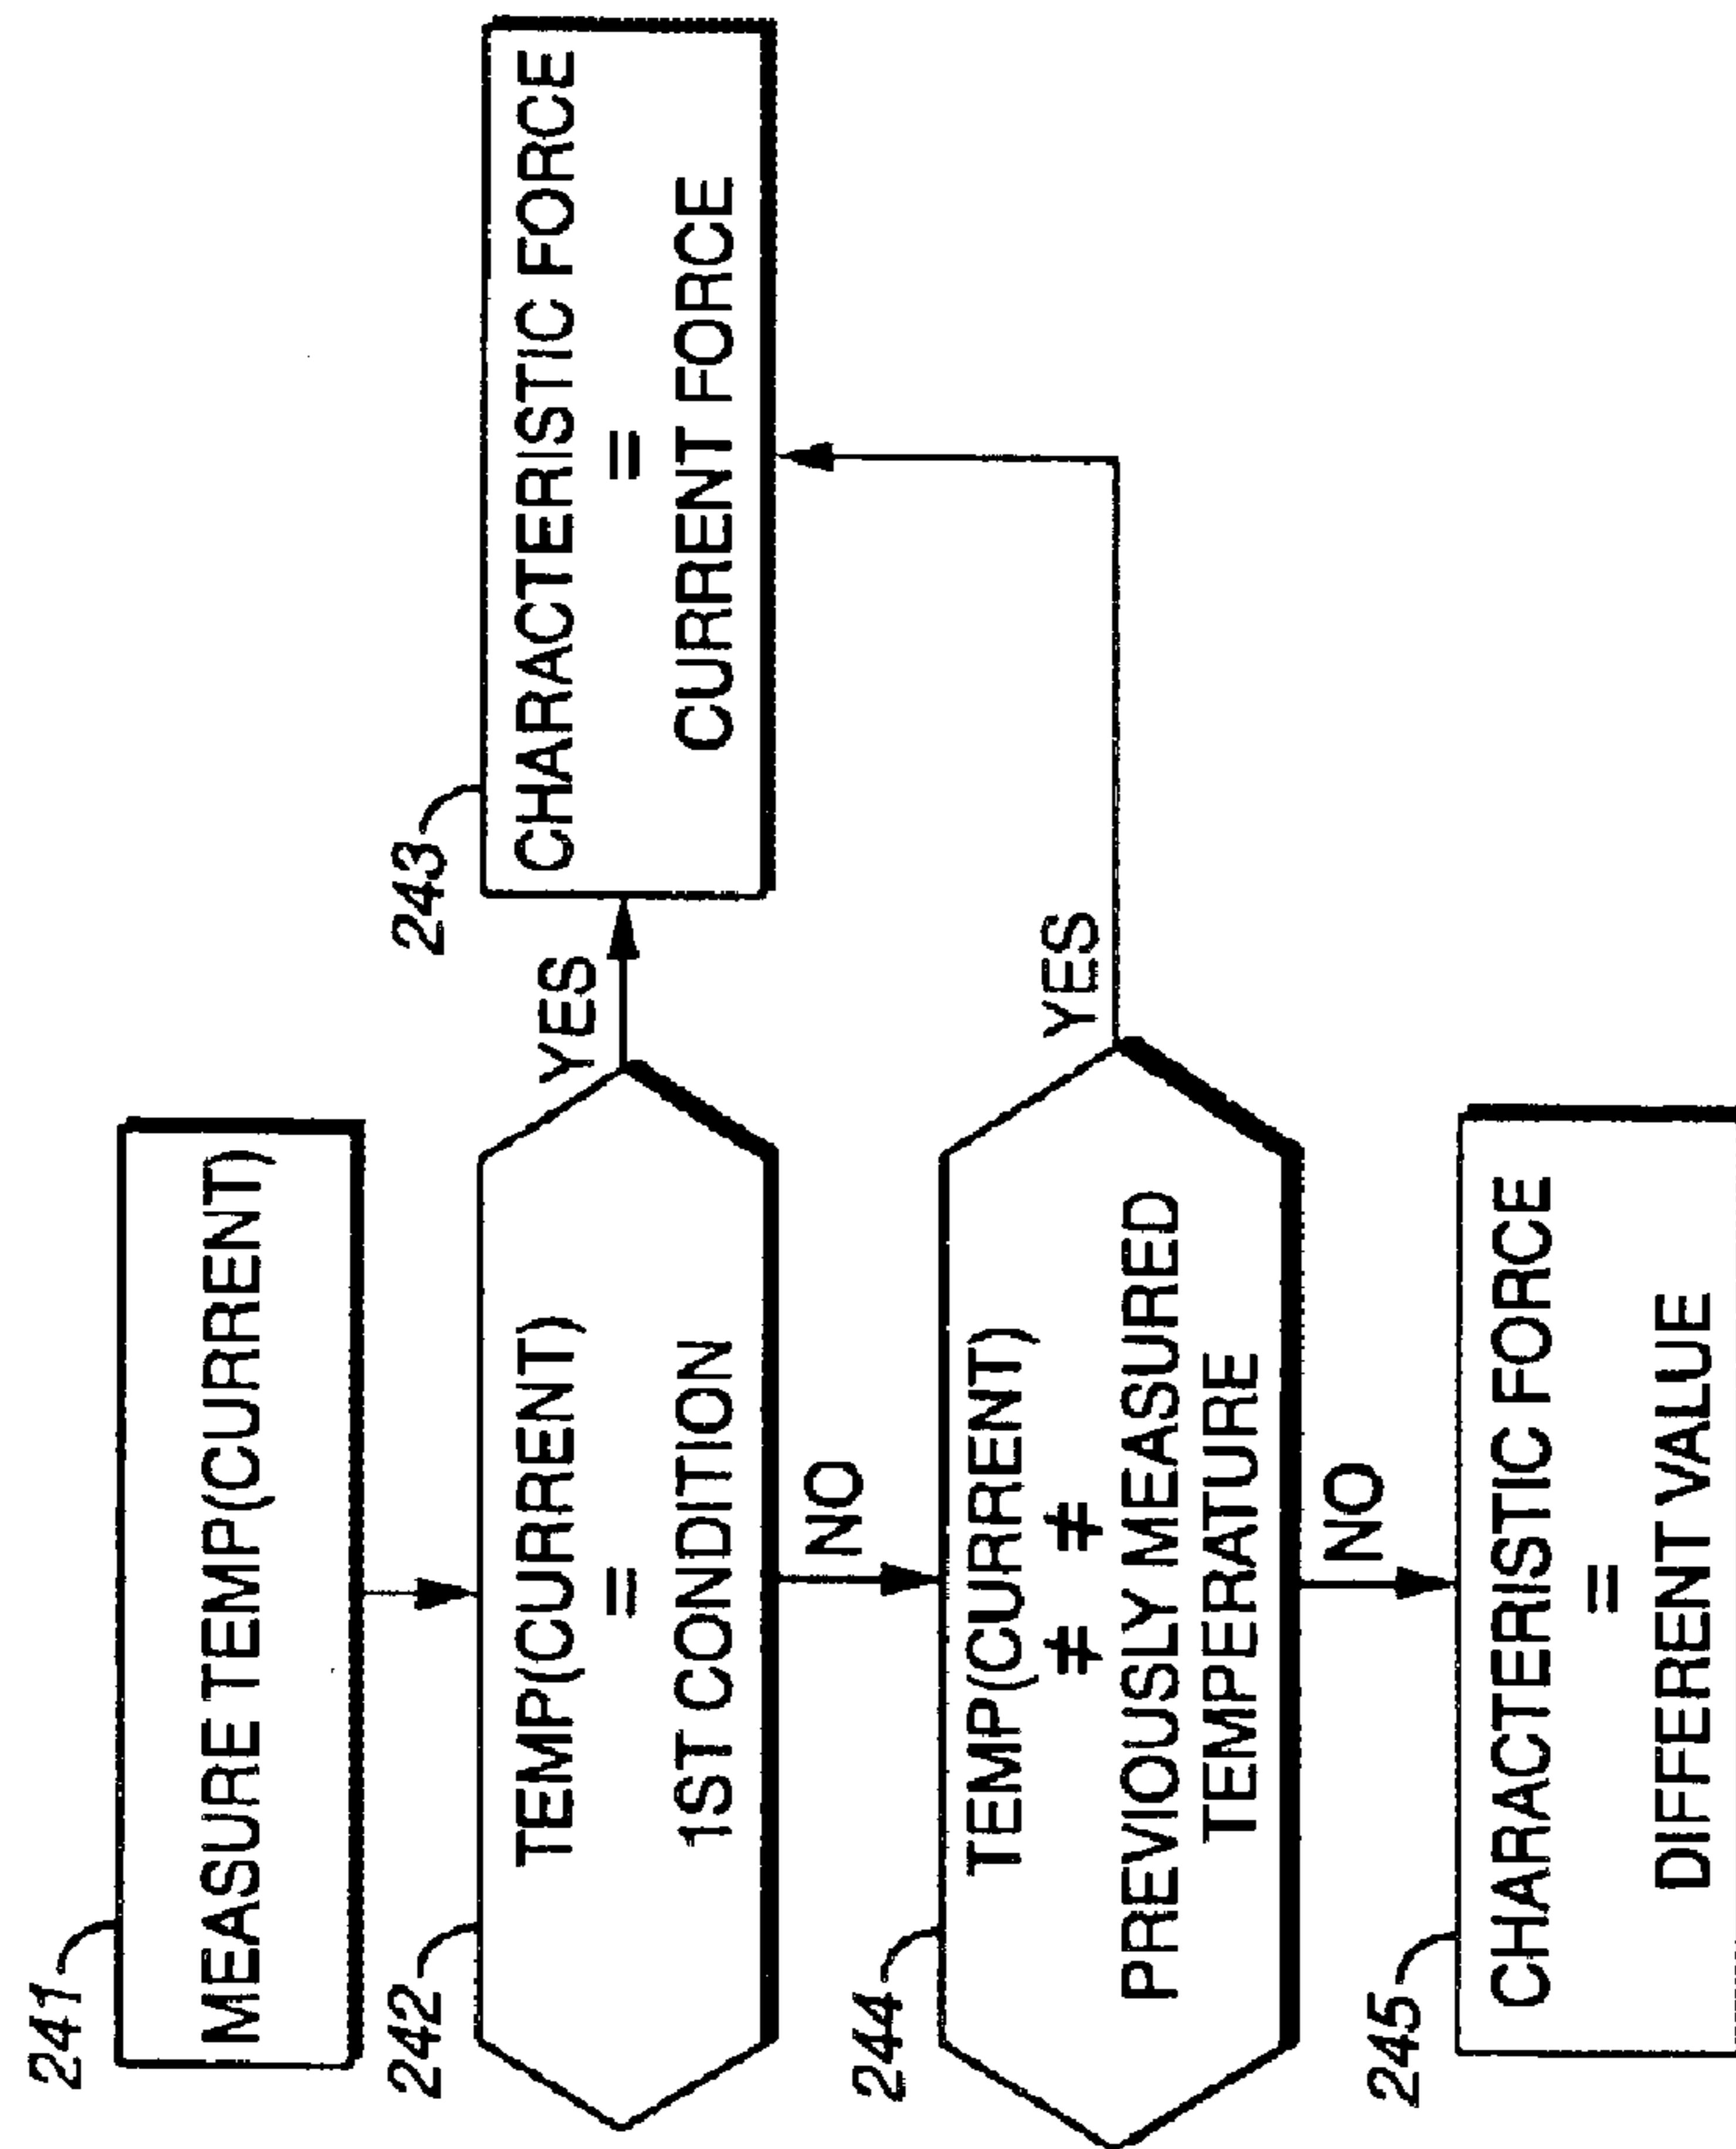 241
MEASURE TEMP(CURRENT)
242
TEMP(CURRENT)
=
1ST CONDITION
YES
243
CHARACTERISTIC FORCE
=
CURRENT FORCE
NO
244
TEMP(CURRENT)
≠ ≠
PREVIOUSLY MEASURED
TEMPERATURE
YES
NO
245
CHARACTERISTIC FORCE
=
DIFFERENT VALUE